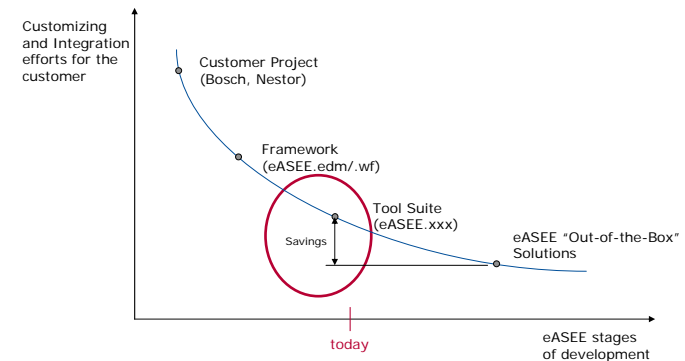 Customizing
and Integration
efforts for the
customer
Customer Project
(Bosch, Nestor)
Framework
(eASEE.edm/.wf)
Tool Suite
(eASEE.xxx)
Savings
eASEE “Out-of-the-Box”
Solutions
today
eASEE stages
of development